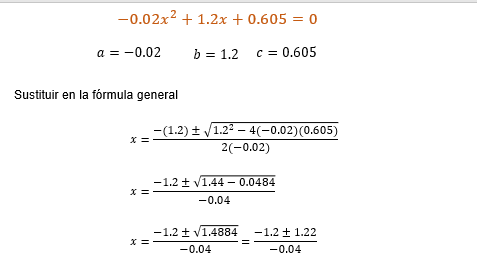 −0.02x² + 1.2x + 0.605 = 0
a = −0.02 b = 1.2 c = 0.605
Sustituir en la fórmula general
x = (−(1.2) ± √(1.2² − 4(−0.02)(0.605))) / (2(−0.02))
x = (−1.2 ± √(1.44 − 0.0484)) / (−0.04)
x = (−1.2 ± √1.4884) / (−0.04) = (−1.2 ± 1.22) / (−0.04)